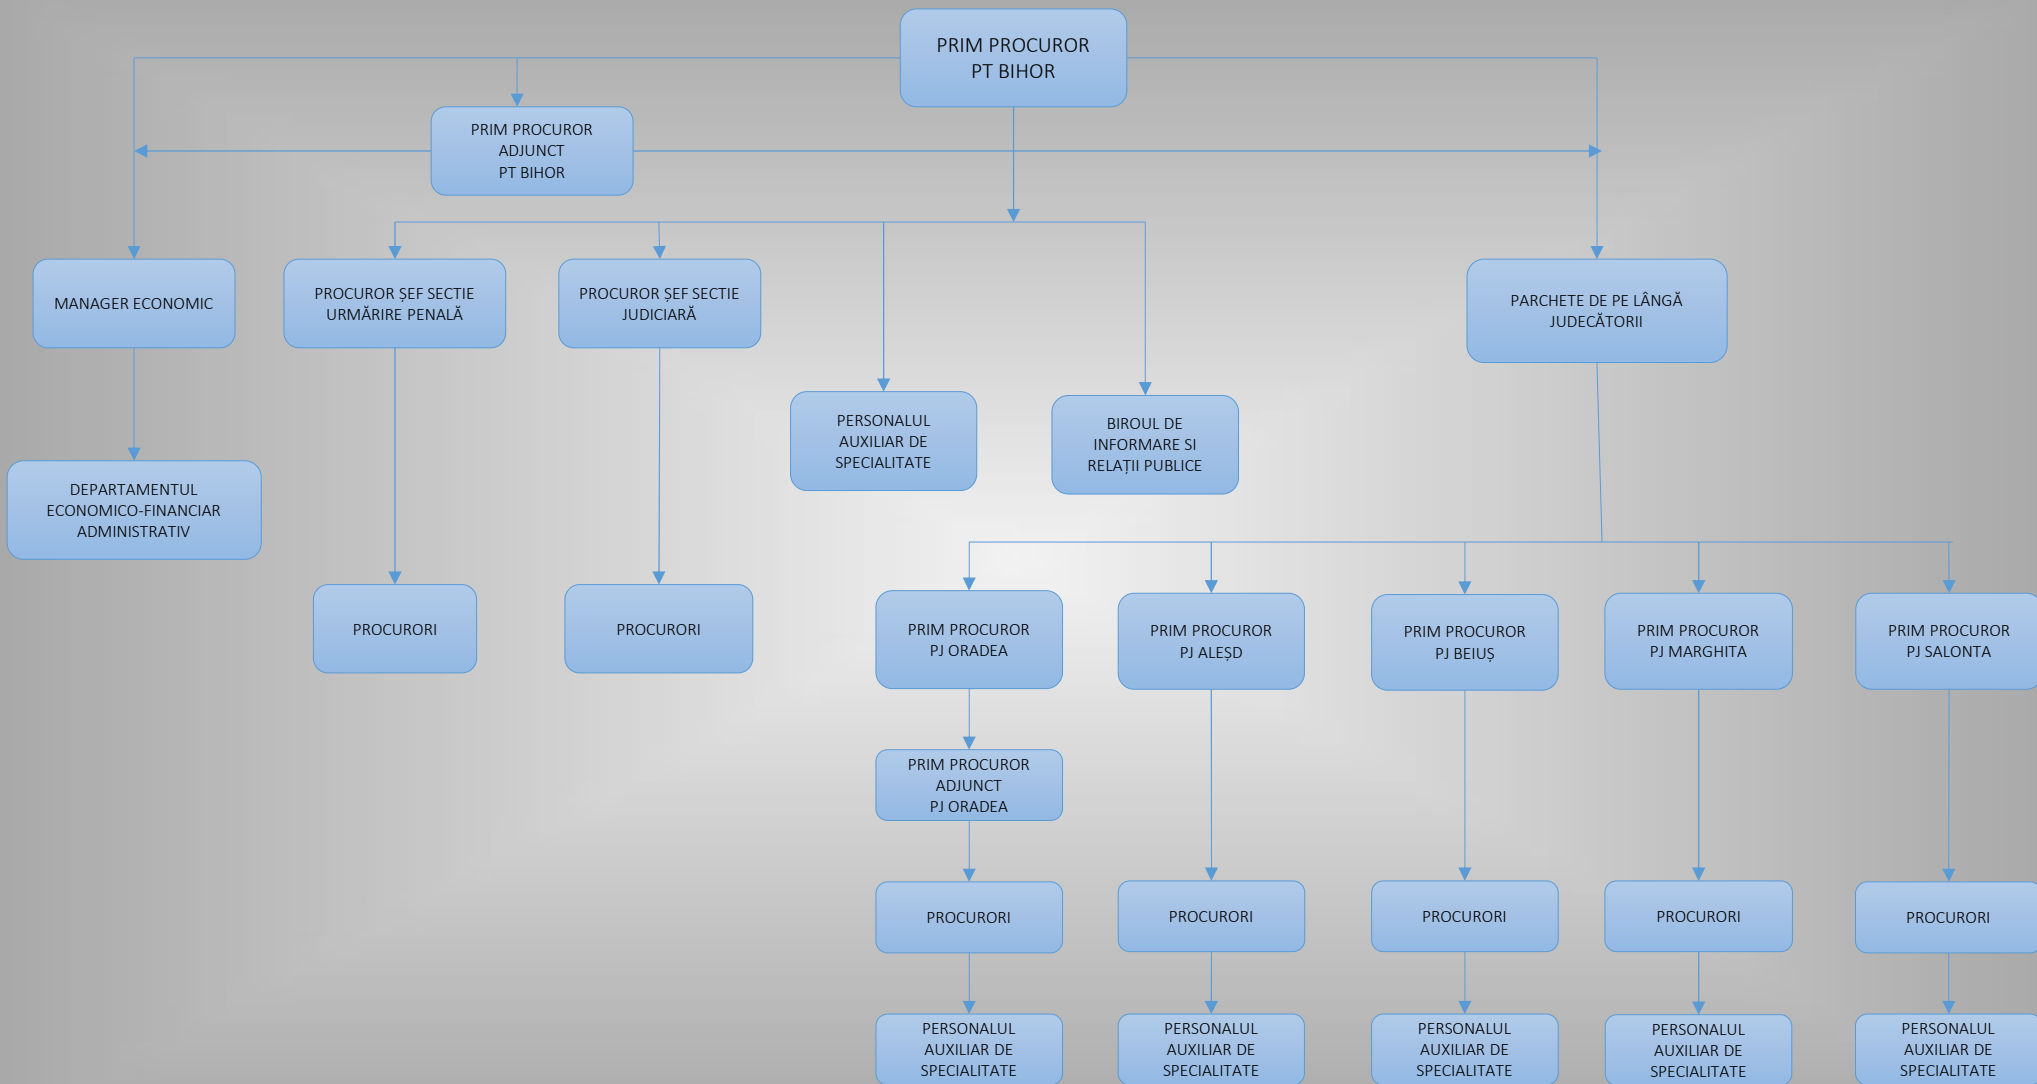 PRIM PROCUROR
PT BIHOR
PRIM PROCUROR
ADJUNCT
PT BIHOR
MANAGER ECONOMIC
PROCUROR ȘEF SECTIE
URMĂRIRE PENALĂ
PROCUROR ȘEF SECTIE
JUDICIARĂ
PARCHETE DE PE LÂNGĂ
JUDECĂTORII
PERSONALUL
AUXILIAR DE
SPECIALITATE
BIROUL DE
INFORMARE SI
RELAȚII PUBLICE
DEPARTAMENTUL
ECONOMICO-FINANCIAR
ADMINISTRATIV
PROCURORI
PROCURORI
PRIM PROCUROR
PJ ORADEA
PRIM PROCUROR
PJ ALEȘD
PRIM PROCUROR
PJ BEIUȘ
PRIM PROCUROR
PJ MARGHITA
PRIM PROCUROR
PJ SALONTA
PRIM PROCUROR
ADJUNCT
PJ ORADEA
PROCURORI
PROCURORI
PROCURORI
PROCURORI
PROCURORI
PERSONALUL
AUXILIAR DE
SPECIALITATE
PERSONALUL
AUXILIAR DE
SPECIALITATE
PERSONALUL
AUXILIAR DE
SPECIALITATE
PERSONALUL
AUXILIAR DE
SPECIALITATE
PERSONALUL
AUXILIAR DE
SPECIALITATE